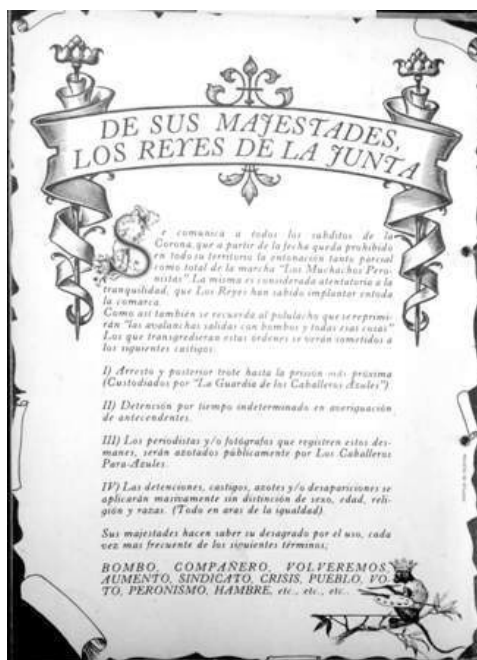 DE SUS MAJESTADES,
LOS REYES DE LA JUNTA
Se comunica a todos los subditos de la
Corona, que a partir de la fecha queda prohibido
en todo su territorio la entonación tanto parcial
como total de la marcha "Los Muchachos Pero-
nistas". La misma es considerada atentatoria a la
tranquilidad, que Los Reyes han sabido implantar en toda
la comarca.
Como así también se recuerda al populacho que se reprimi-
rán "las avalanchas salidas con bombos y todas esas cosas"
Los que transgredieran estas órdenes se verán sometidos a
los siguientes castigos:
I) Arresto y posterior trote hasta la prisión más próxima
(Custodiados por "La Guardia de los Caballeros Azules")
II) Detención por tiempo indeterminado en averiguación
de antecedentes.
III) Los periodistas y/o fotógrafos que registren estos des-
manes, serán azotados públicamente por Los Caballeros
Para-Azules.
IV) Las detenciones, castigos, azotes y/o desapariciones se
aplicarán masivamente sin distinción de sexo, edad, reli-
gión y razas. (Todo en aras de la igualdad).
Sus majestades hacen saber su desagrado por el uso, cada
vez mas frecuente de los siguientes términos;
BOMBO, COMPAÑERO, VOLVEREMOS,
AUMENTO, SINDICATO, CRISIS, PUEBLO, VO-
TO, PERONISMO, HAMBRE, etc., etc., etc..